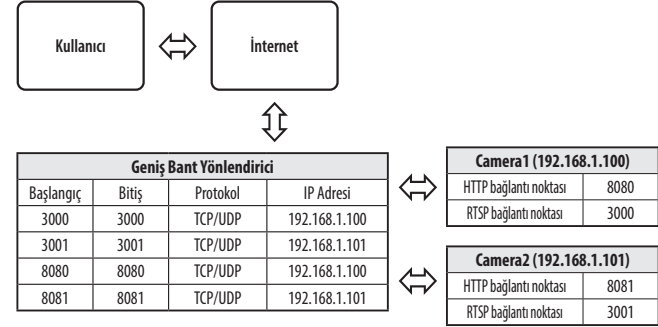 Kullanıcı
İnternet
Geniş Bant Yönlendirici
Başlangıç Bitiş Protokol IP Adresi
3000 3000 TCP/UDP 192.168.1.100
3001 3001 TCP/UDP 192.168.1.101
8080 8080 TCP/UDP 192.168.1.100
8081 8081 TCP/UDP 192.168.1.101
Camera1 (192.168.1.100)
HTTP bağlantı noktası 8080
RTSP bağlantı noktası 3000
Camera2 (192.168.1.101)
HTTP bağlantı noktası 8081
RTSP bağlantı noktası 3001